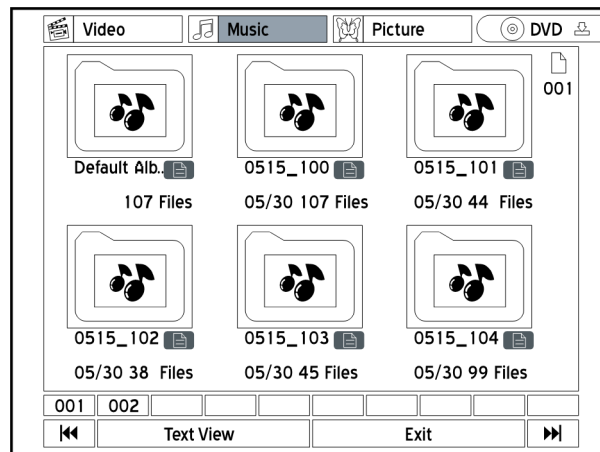 Video Music Picture DVD
001
Default Alb.. 0515_100 0515_101
107 Files 05/30 107 Files 05/30 44 Files
0515_102 0515_103 0515_104
05/30 38 Files 05/30 45 Files 05/30 99 Files
001 002
Text View Exit